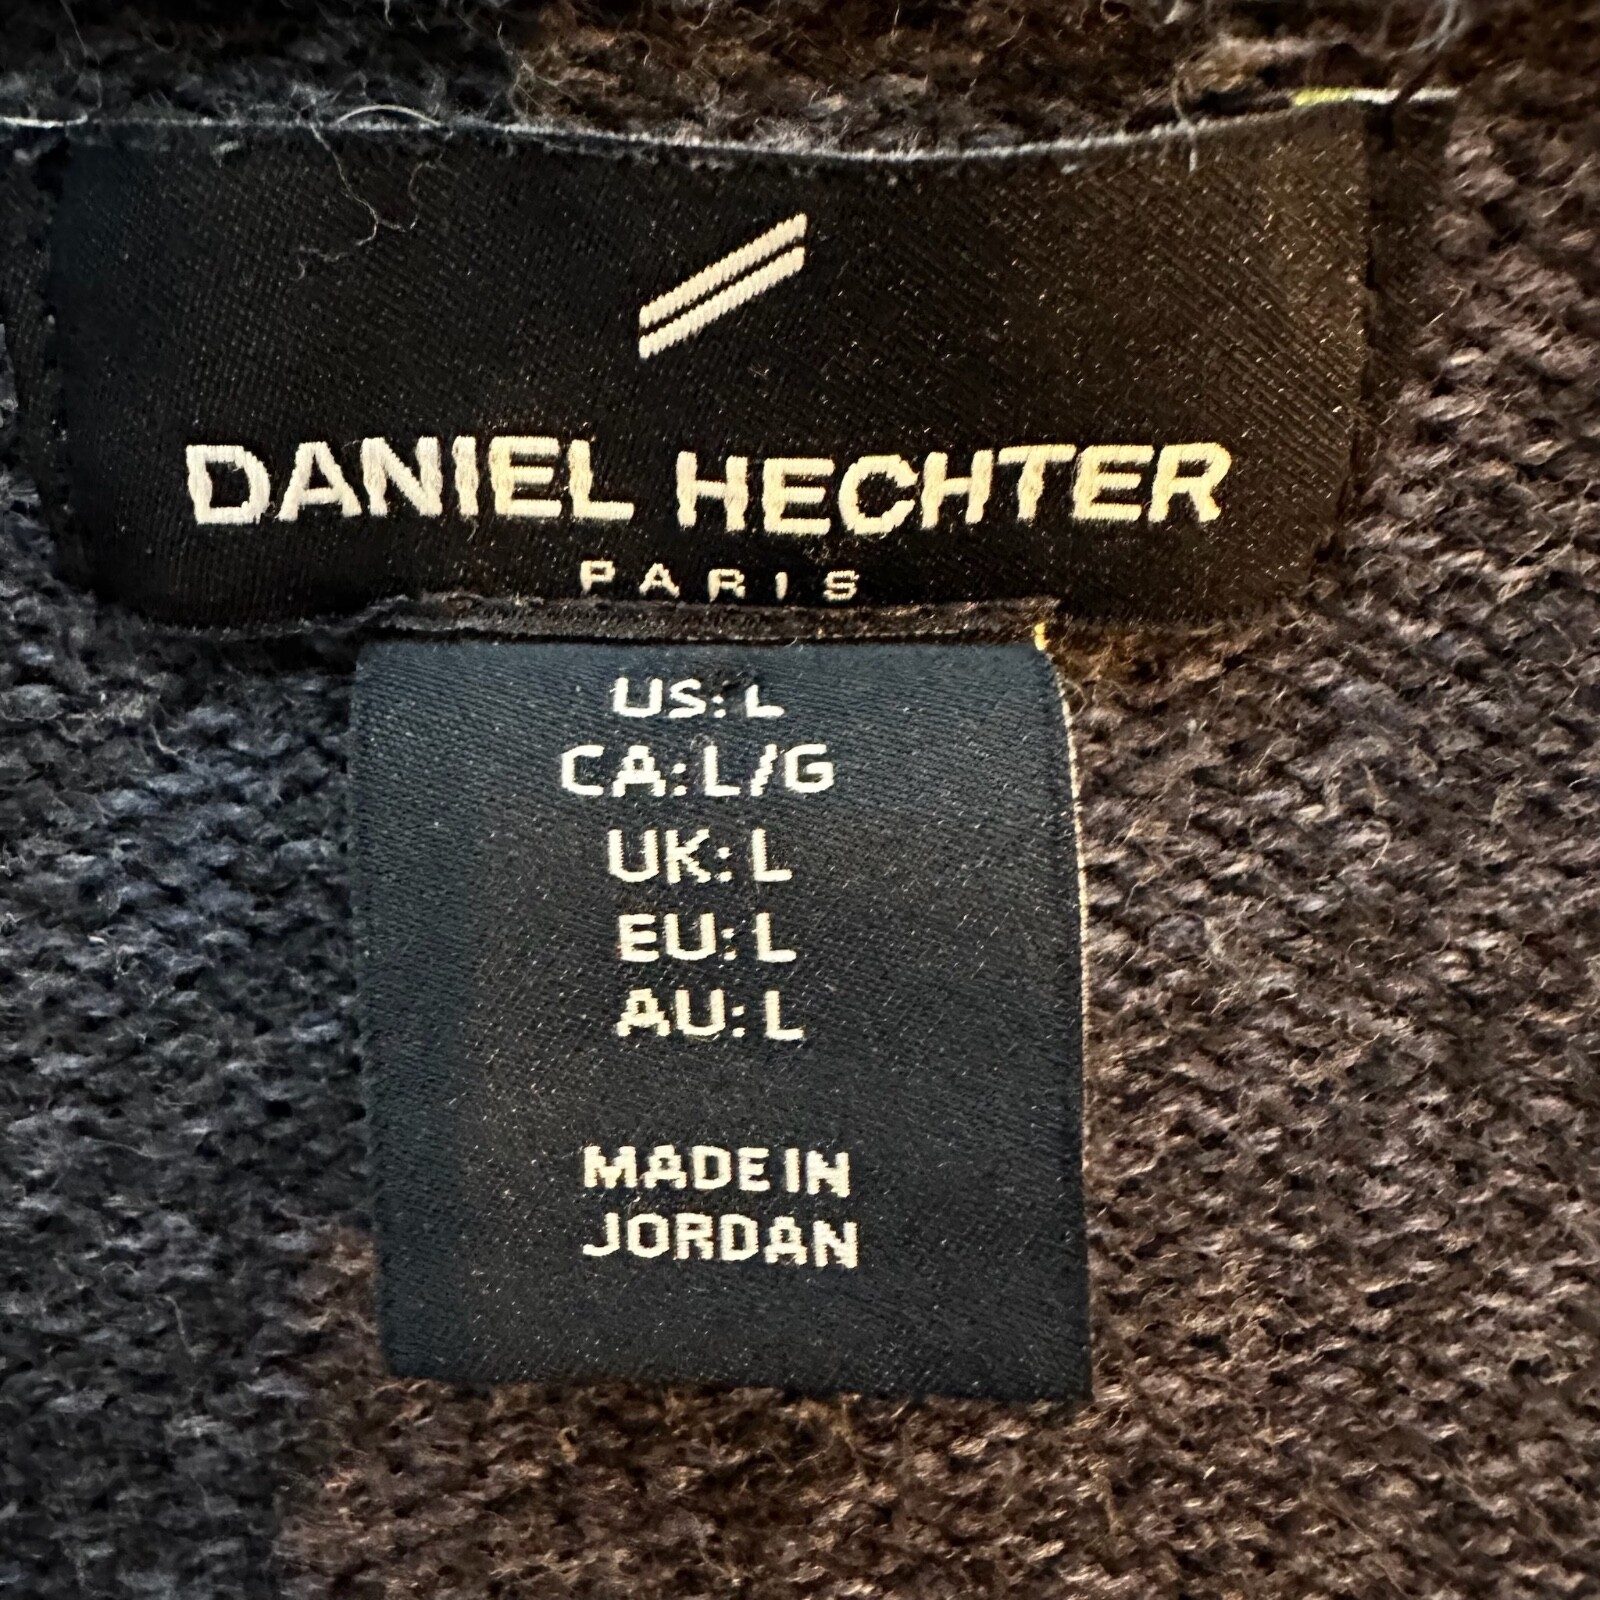 DANIEL HECHTER
PARIS
US: L
CA: L/G
UK: L
EU: L
AU: L
MADE IN
JORDAN